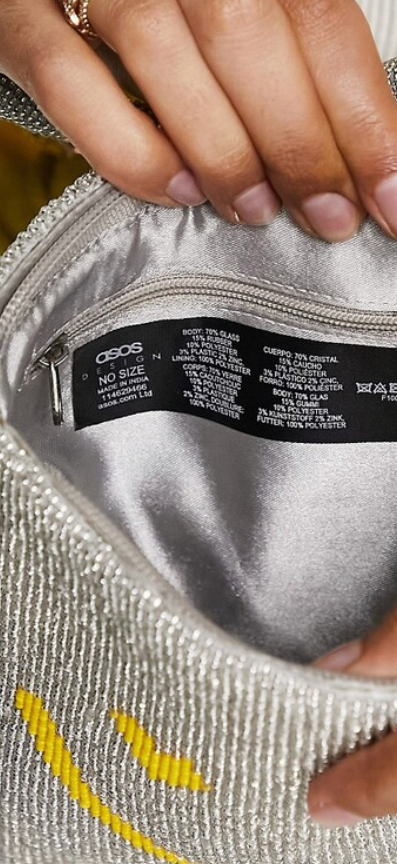 asos
DESIGN
NO SIZE
MADE IN INDIA
114629466
asos.com Ltd
BODY: 70% GLASS
15% RUBBER
10% POLYESTER
3% PLASTIC 2% ZINC,
LINING: 100% POLYESTER
CORPS: 70% VERRE
15% CAOUTCHOUC
10% POLYESTER
3% PLASTIQUE
2% ZINC, DOUBLURE:
100% POLYESTER
CUERPO: 70% CRISTAL
15% CAUCHO
10% POLIÉSTER
3% PLÁSTICO 2% CINC,
FORRO: 100% POLIÉSTER
BODY: 70% GLAS
15% GUMMI
10% POLYESTER
3% KUNSTSTOFF 2% ZINK,
FUTTER: 100% POLYESTER